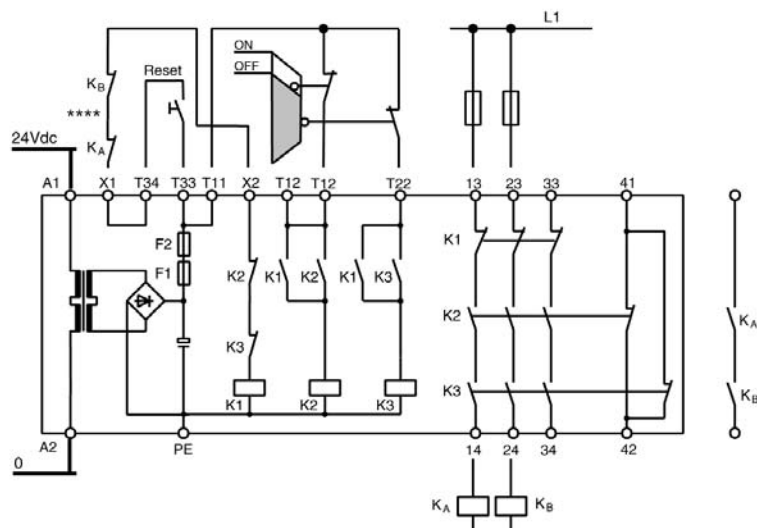 ON
L1
OFF
Reset
KB
****
24Vdc
KA
A1 X1 T34 T33 T11 X2 T12 T12 T22 13 23 33 41
K1
F2
F1
K2 K1 K2 K1 K3
K2
KA
K3
K3
KB
K1 K2 K3
A2 PE 14 24 34 42
0
KA KB